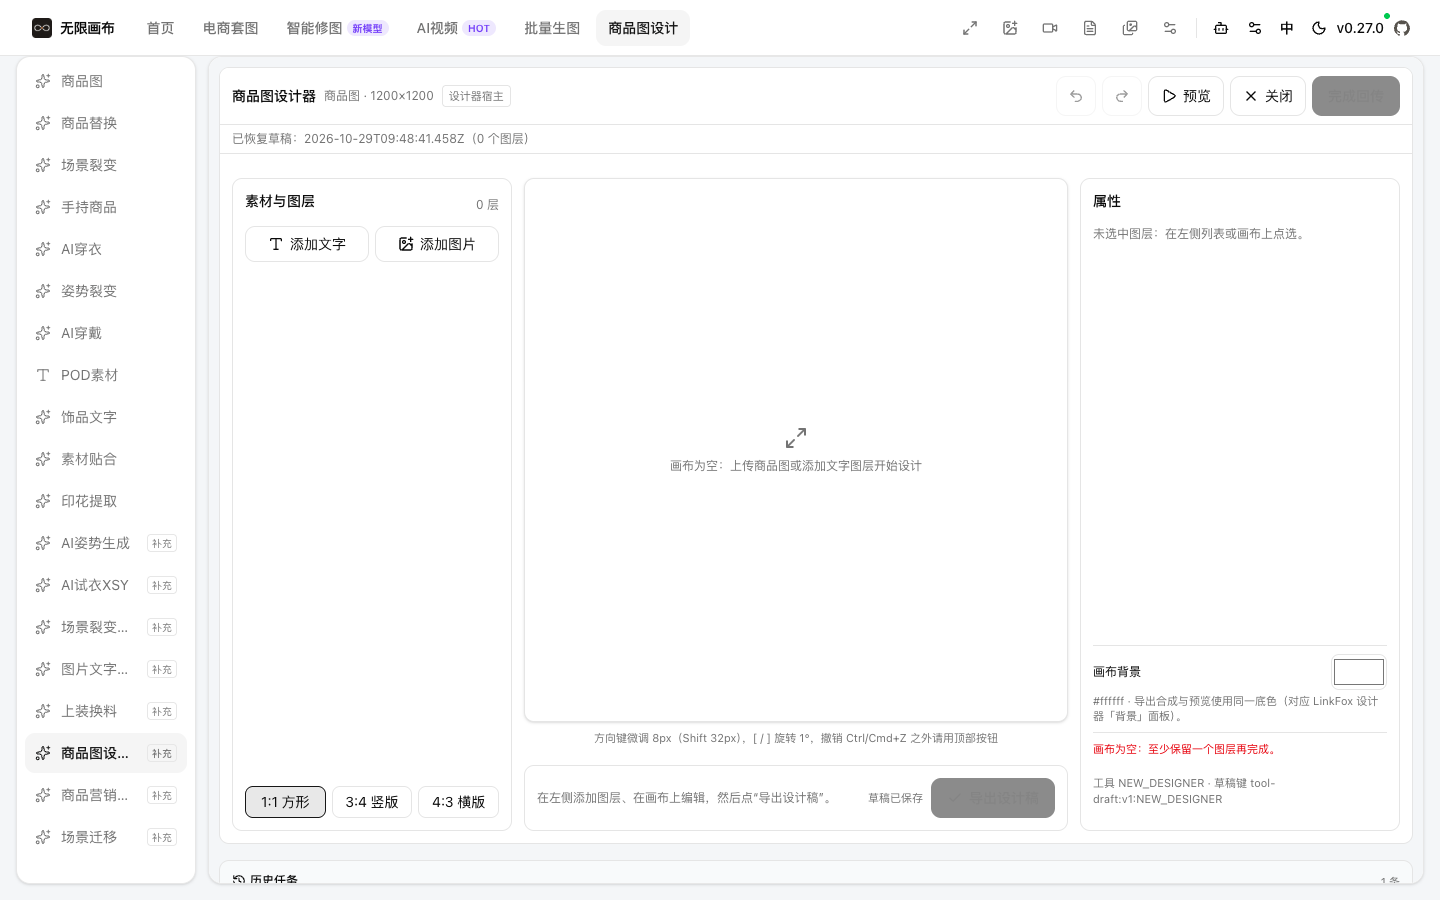 无限画布
首页
电商套图
智能修图 新模型
AI视频 HOT
批量生图
商品图设计
中
v0.27.0
商品图
商品替换
场景裂变
手持商品
AI穿衣
姿势裂变
AI穿戴
POD素材
饰品文字
素材贴合
印花提取
AI姿势生成 补充
AI试衣XSY 补充
场景裂变... 补充
图片文字... 补充
上装换料 补充
商品图设... 补充
商品营销... 补充
场景迁移 补充
商品图设计器 商品图 · 1200×1200 设计器宿主
预览
关闭
完成回传
已恢复草稿：2026-10-29T09:48:41.458Z（0 个图层）
素材与图层
0 层
添加文字
添加图片
1:1 方形
3:4 竖版
4:3 横版
画布为空：上传商品图或添加文字图层开始设计
方向键微调 8px（Shift 32px），[ / ] 旋转 1°，撤销 Ctrl/Cmd+Z 之外请用顶部按钮
在左侧添加图层、在画布上编辑，然后点“导出设计稿”。
草稿已保存
导出设计稿
属性
未选中图层：在左侧列表或画布上点选。
画布背景
#ffffff · 导出合成与预览使用同一底色（对应 LinkFox 设计
器「背景」面板）。
画布为空：至少保留一个图层再完成。
工具 NEW_DESIGNER · 草稿键 tool-
draft:v1:NEW_DESIGNER
历史任务
1 条